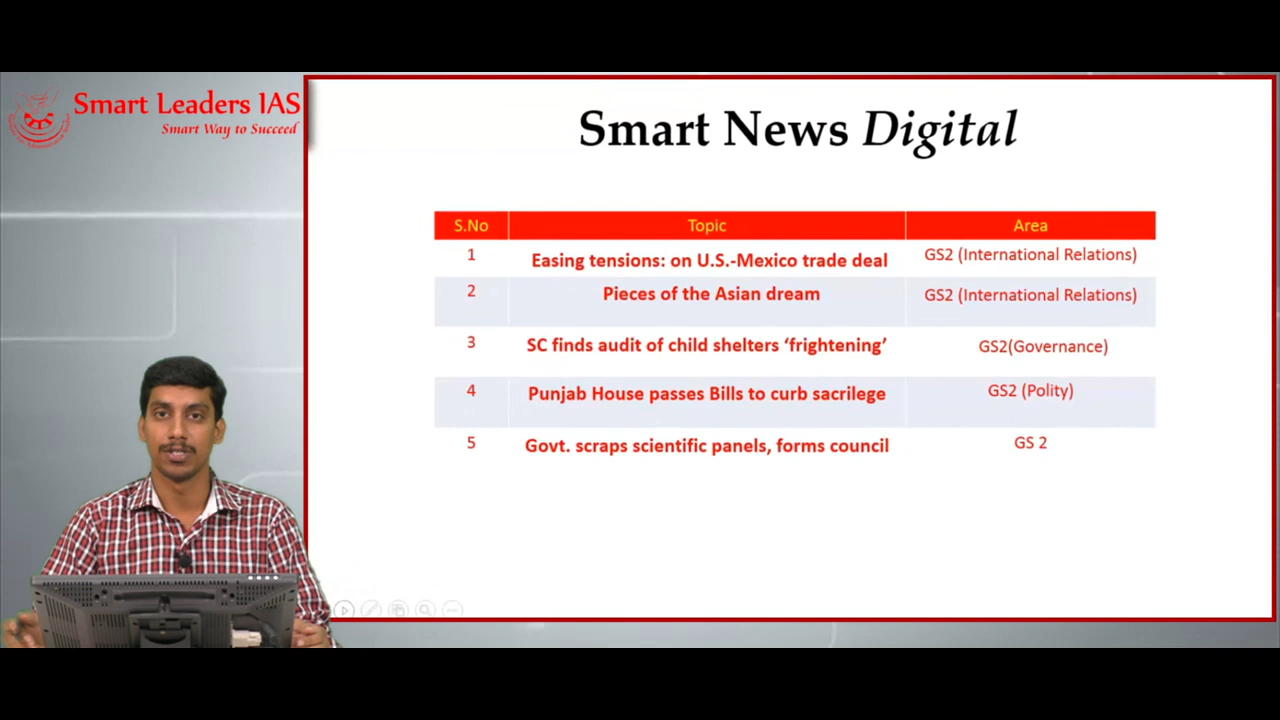 Smart Leaders IAS
Smart Way to Succeed
Smart News Digital
S.No Topic Area
1 Easing tensions: on U.S.-Mexico trade deal GS2 (International Relations)
2 Pieces of the Asian dream GS2 (International Relations)
3 SC finds audit of child shelters ‘frightening’ GS2(Governance)
4 Punjab House passes Bills to curb sacrilege GS2 (Polity)
5 Govt. scraps scientific panels, forms council GS 2